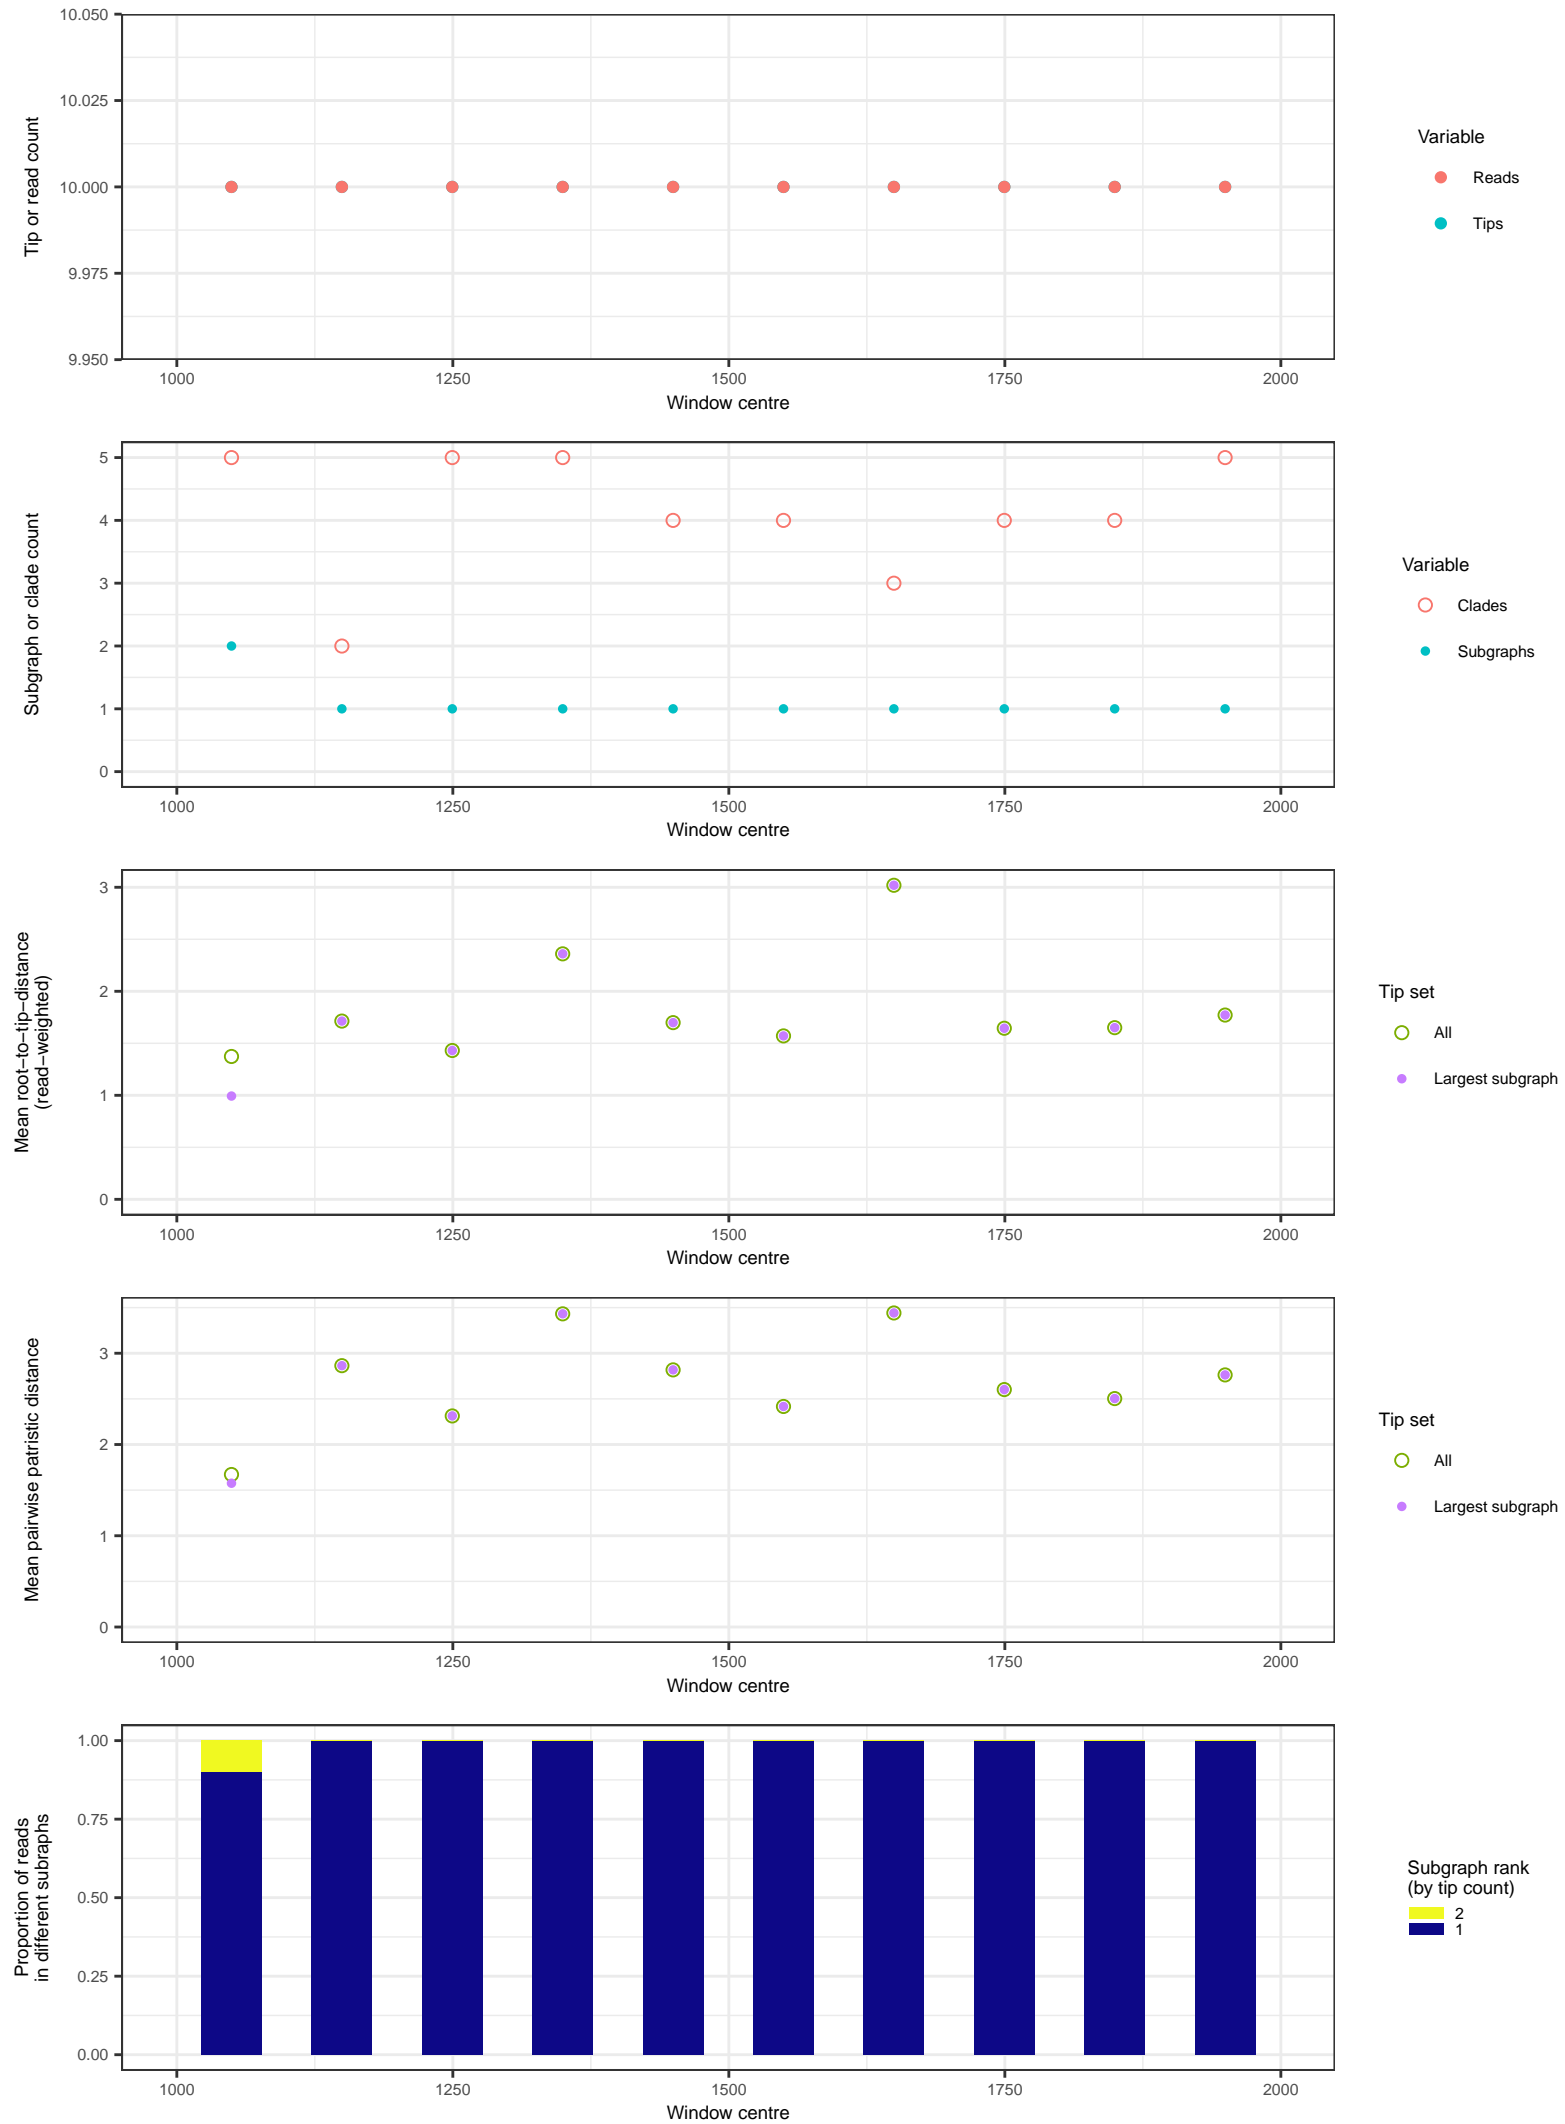 10.050
10.025
10.000
9.975
9.950
Tip or read count
1000 1250 1500 1750 2000
Window centre
Variable
Reads
Tips
5
4
3
2
1
0
Subgraph or clade count
1000 1250 1500 1750 2000
Window centre
Variable
Clades
Subgraphs
3
2
1
0
Mean root−to−tip−distance
(read−weighted)
1000 1250 1500 1750 2000
Window centre
Tip set
All
Largest subgraph
3
2
1
0
Mean pairwise patristic distance
1000 1250 1500 1750 2000
Window centre
Tip set
All
Largest subgraph
1.00
0.75
0.50
0.25
0.00
Proportion of reads
in different subraphs
1000 1250 1500 1750 2000
Window centre
Subgraph rank
(by tip count)
2
1